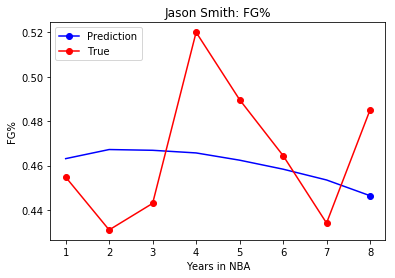 Jason Smith: FG%
Prediction
True
FG%
0.52
0.50
0.48
0.46
0.44
1 2 3 4 5 6 7 8
Years in NBA